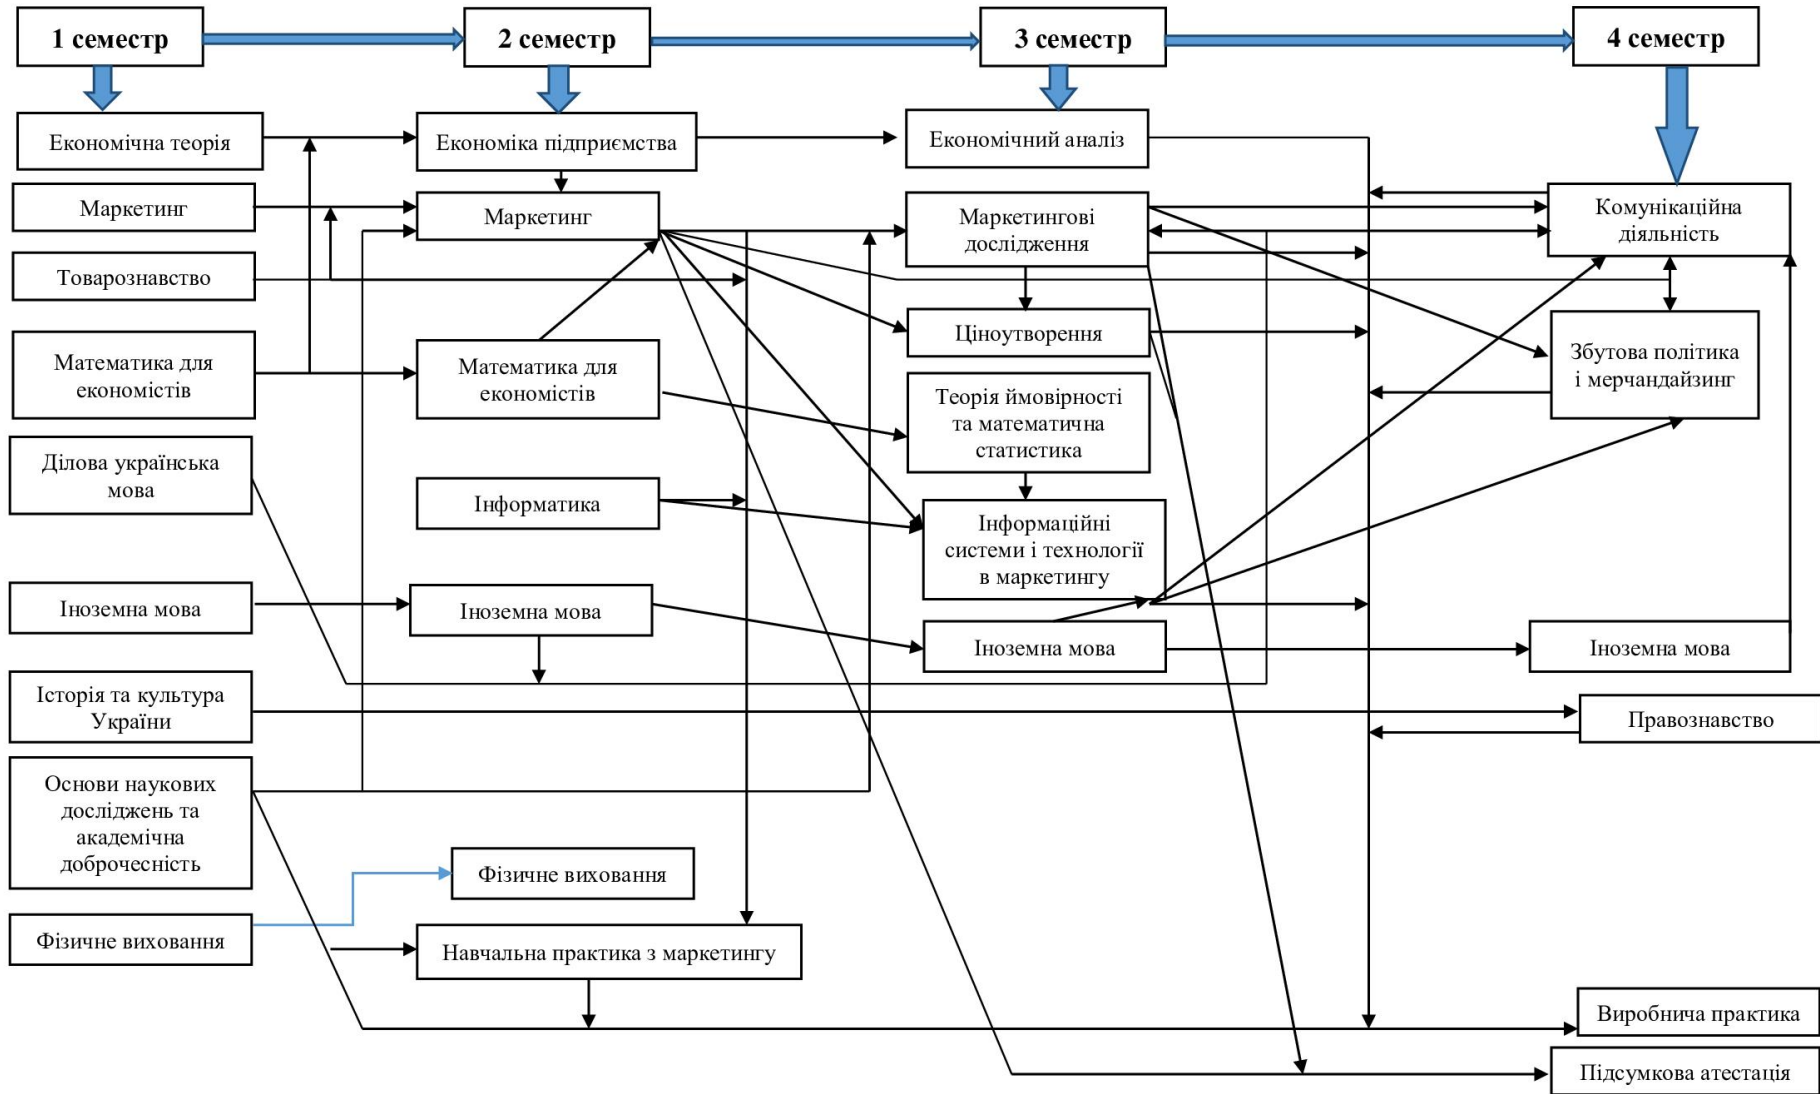 1 семестр
2 семестр
3 семестр
4 семестр
Економічна теорія
Економіка підприємства
Економічний аналіз
Маркетинг
Маркетинг
Маркетингові
дослідження
Комунікаційна
діяльність
Товарознавство
Ціноутворення
Збутова політика
і мерчандайзинг
Математика для
економістів
Математика для
економістів
Теорія ймовірності
та математична
статистика
Ділова українська
мова
Інформатика
Інформаційні
системи і технології
в маркетингу
Іноземна мова
Іноземна мова
Іноземна мова
Іноземна мова
Історія та культура
України
Правознавство
Основи наукових
досліджень та
академічна
доброчесність
Фізичне виховання
Фізичне виховання
Навчальна практика з маркетингу
Виробнича практика
Підсумкова атестація